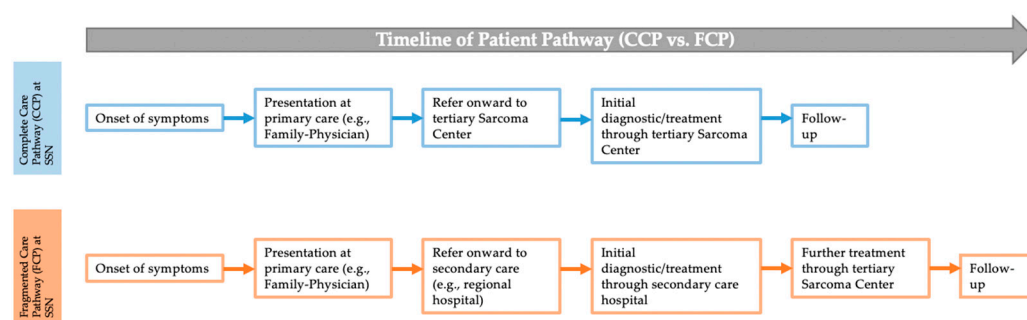 Timeline of Patient Pathway (CCP vs. FCP)
Complete Care
Pathway (CCP) at
SSN
Onset of symptoms
Presentation at
primary care (e.g.,
Family-Physician)
Refer onward to
tertiary Sarcoma
Center
Initial
diagnostic/treatment
through tertiary Sarcoma
Center
Follow-
up
Fragmented Care
Pathway (FCP) at
SSN
Onset of symptoms
Presentation at
primary care (e.g.,
Family-Physician)
Refer onward to
secondary care
(e.g., regional
hospital)
Initial
diagnostic/treatment
through secondary care
hospital
Further treatment
through tertiary
Sarcoma Center
Follow-
up